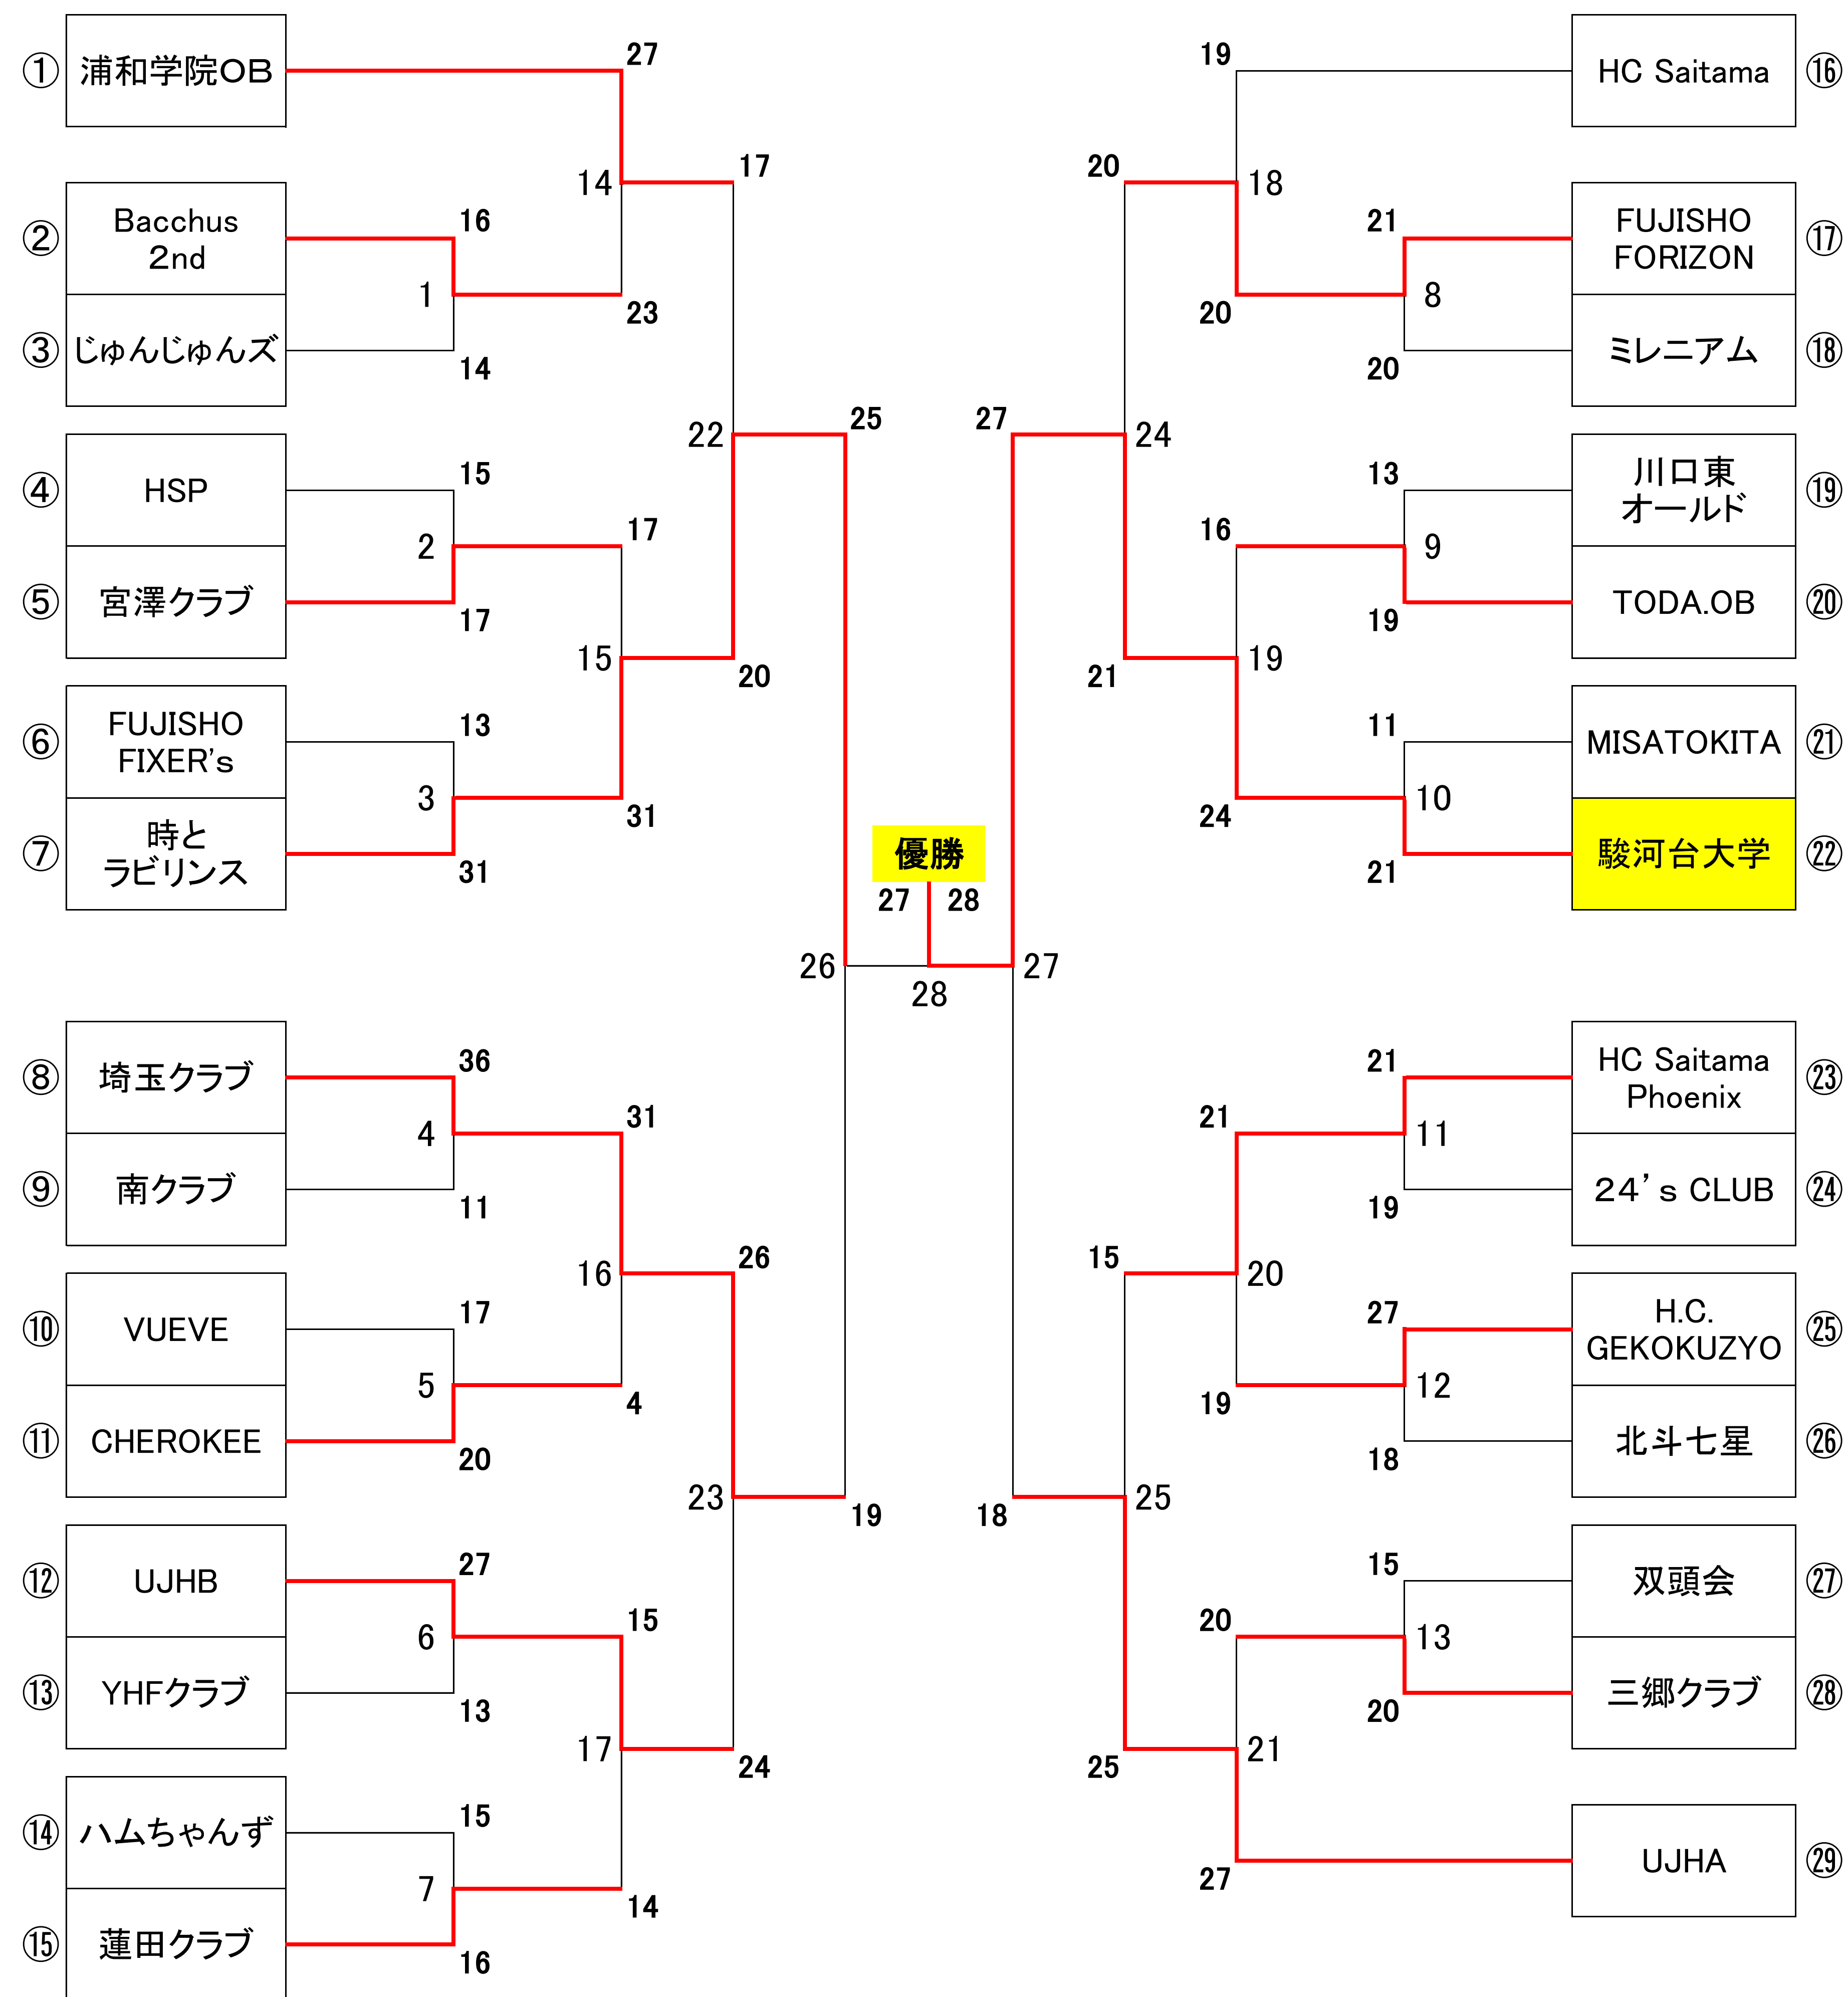 ① 浦和学院OB
27
14
17
② Bacchus
2nd
16
1
23
③ じゅんじゅんズ
14
22
25
④ HSP
15
2
17
⑤ 宮澤クラブ
17
15
20
⑥ FUJISHO
FIXER's
13
3
31
⑦ 時と
ラビリンス
31
26
⑧ 埼玉クラブ
36
4
31
⑨ 南クラブ
11
16
26
⑩ VUEVE
17
5
4
⑪ CHEROKEE
20
23
19
⑫ UJHB
27
6
15
⑬ YHFクラブ
13
17
24
⑭ ハムちゃんず
15
7
14
⑮ 蓮田クラブ
16
優勝
27 28
28
19
HC Saitama ⑯
20
18
21
FUJISHO
FORIZON ⑰
8
20
20
ミレニアム ⑱
27
24
13
川口東
オールド ⑲
16
9
19
TODA.OB ⑳
21
19
11
MISATOKITA ㉑
10
24
21
駿河台大学 ㉒
27
21
HC Saitama
Phoenix ㉓
21
11
19
24’s CLUB ㉔
15
20
27
H.C.
GEKOKUZYO ㉕
12
19
18
北斗七星 ㉖
18
25
15
双頭会 ㉗
20
13
20
三郷クラブ ㉘
25
21
27
UJHA ㉙